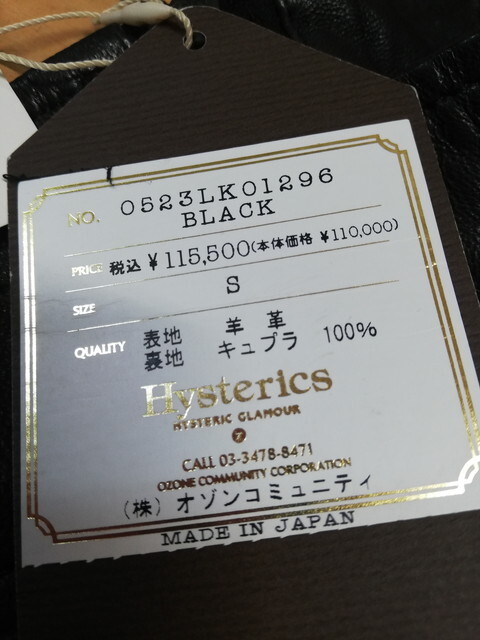 NO. 0523LK01296
BLACK
PRICE 税込 ¥115,500(本体価格 ¥110,000)
SIZE S
QUALITY 表地 羊革
裏地 キュプラ 100%
Hysterics
HYSTERIC GLAMOUR
CALL 03-3478-8471
OZONE COMMUNITY CORPORATION
(株) オゾンコミュニティ
MADE IN JAPAN